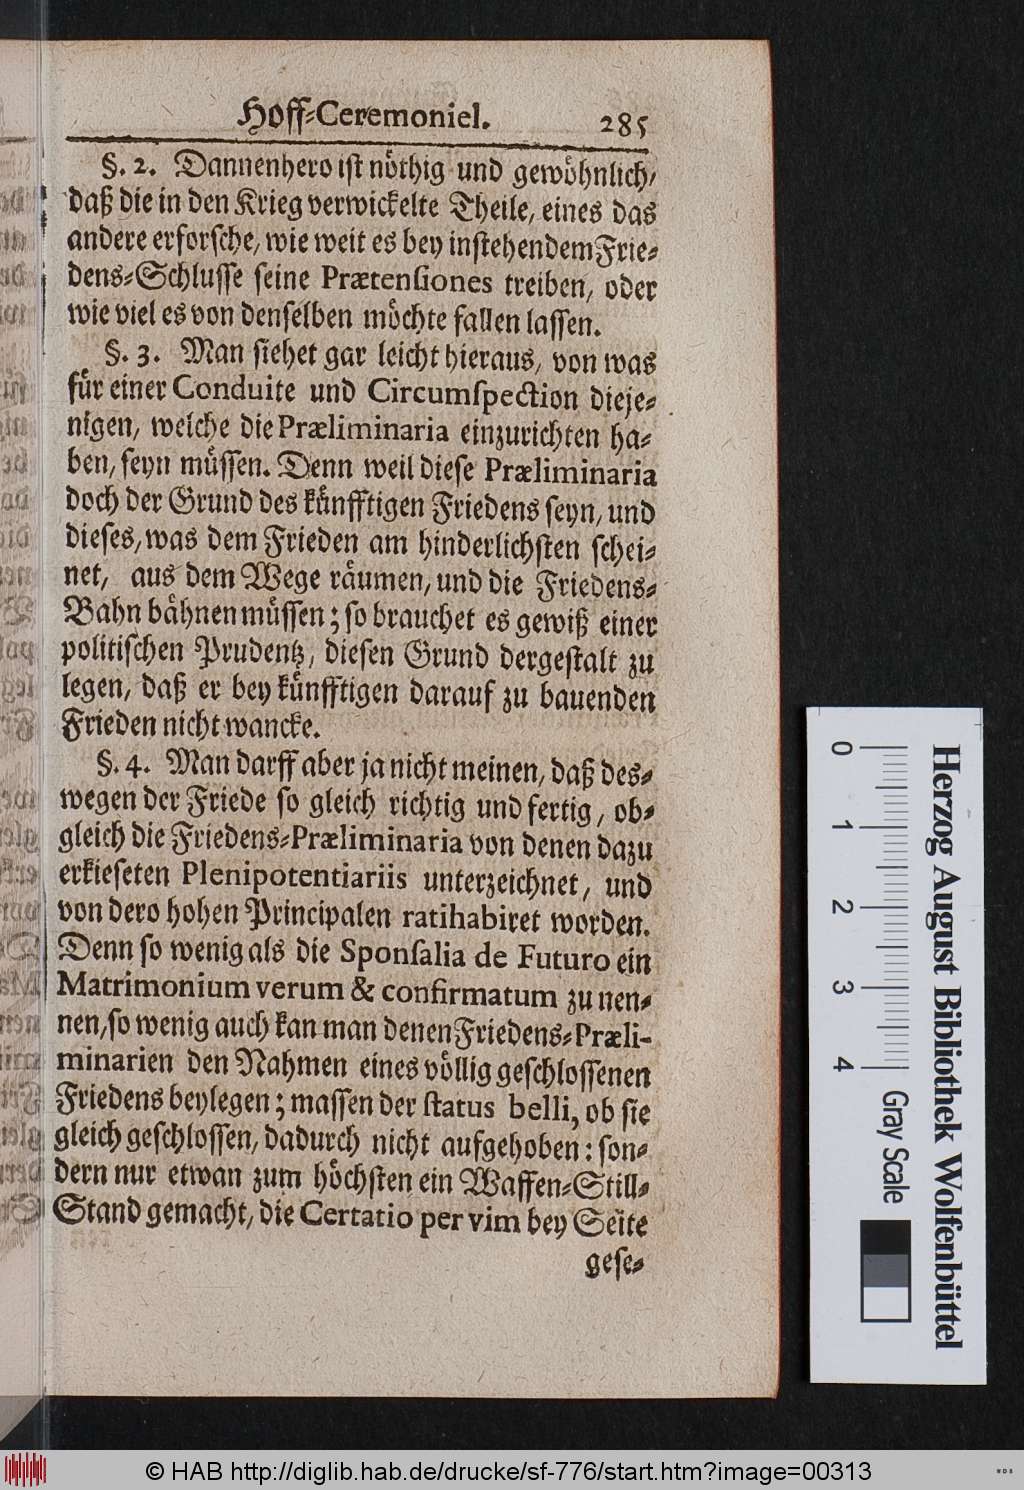 Hoff-Ceremoniel. 285
§. 2. Dannenhero ist nöthig und gewöhnlich,
daß die in den Krieg verwickelte Theile, eines das
andere erforsche, wie weit es bey instehendem Frie-
dens-Schlusse seine Prætensiones treiben, oder
wie viel es von denselben möchte fallen lassen.
§. 3. Man siehet gar leicht hieraus, von was
für einer Conduite und Circumspection dieje-
nigen, welche die Præliminaria einzurichten ha-
ben, seyn müssen. Denn weil diese Præliminaria
doch der Grund des künfftigen Friedens seyn, und
dieses, was dem Frieden am hinderlichsten schei-
net, aus dem Wege räumen, und die Friedens-
Bahn bähnen müssen; so brauchet es gewiß einer
politischen Prudentz, diesen Grund dergestalt zu
legen, daß er bey künfftigen darauf zu bauenden
Frieden nicht wancke.
§. 4. Man darff aber ja nicht meinen, daß des-
wegen der Friede so gleich richtig und fertig, ob-
gleich die Friedens-Præliminaria von denen dazu
erkieseten Plenipotentiariis unterzeichnet, und
von dero hohen Principalen ratihabiret worden.
Denn so wenig als die Sponsalia de Futuro ein
Matrimonium verum & confirmatum zu nen-
nen, so wenig auch kan man denen Friedens-Præli-
minarien den Nahmen eines völlig geschlossenen
Friedens beylegen; massen der status belli, ob sie
gleich geschlossen, dadurch nicht aufgehoben: son-
dern nur etwan zum höchsten ein Waffen-Still-
Stand gemacht, die Certatio per vim bey Seite
gese-
0 1 2 3 4 Gray Scale
Herzog August Bibliothek Wolfenbüttel
© HAB http://diglib.hab.de/drucke/sf-776/start.htm?image=00313